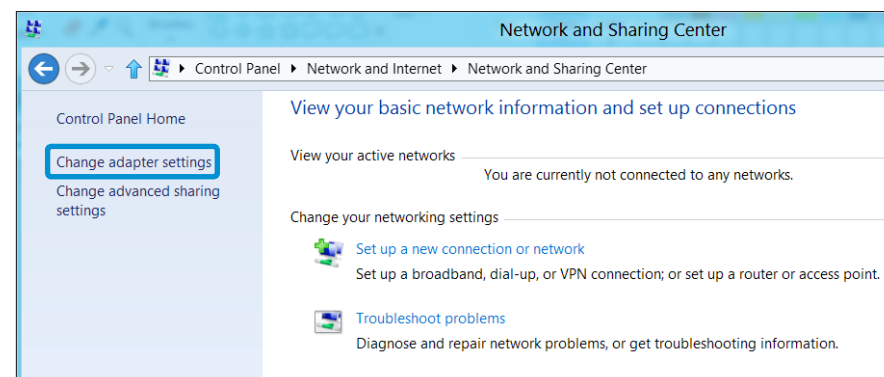 Network and Sharing Center
Control Panel Network and Internet Network and Sharing Center
Control Panel Home
Change adapter settings
Change advanced sharing
settings
View your basic network information and set up connections
View your active networks
You are currently not connected to any networks.
Change your networking settings
Set up a new connection or network
Set up a broadband, dial-up, or VPN connection; or set up a router or access point.
Troubleshoot problems
Diagnose and repair network problems, or get troubleshooting information.